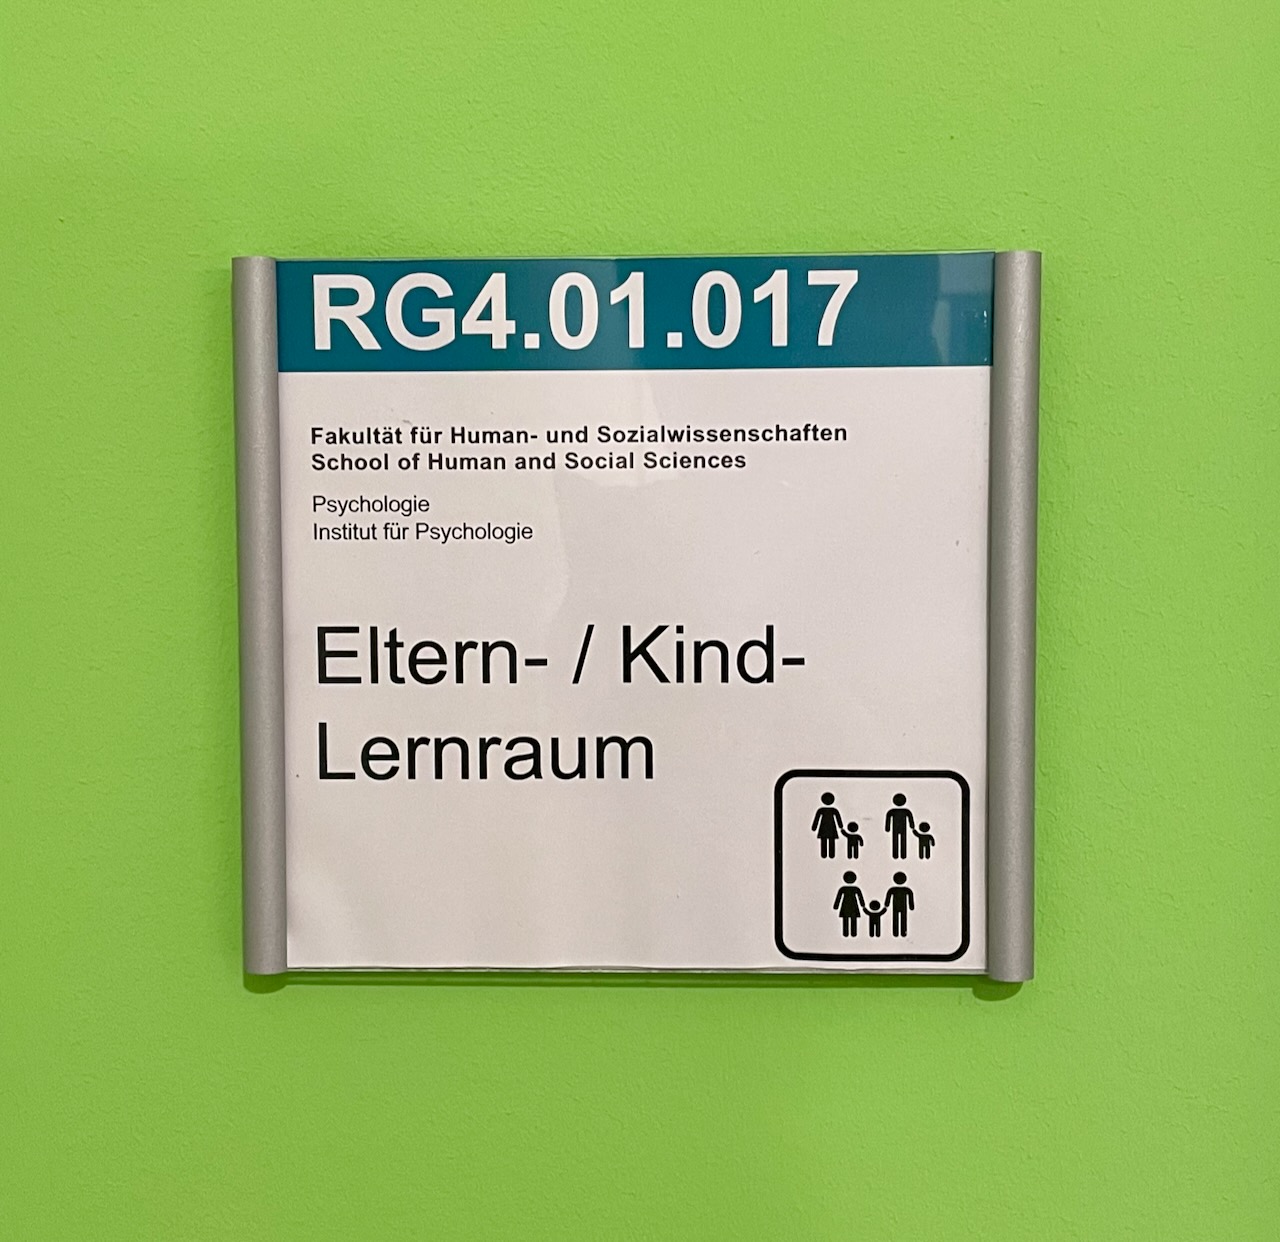 RG4.01.017
Fakultät für Human- und Sozialwissenschaften
School of Human and Social Sciences
Psychologie
Institut für Psychologie
Eltern- / Kind-
Lernraum